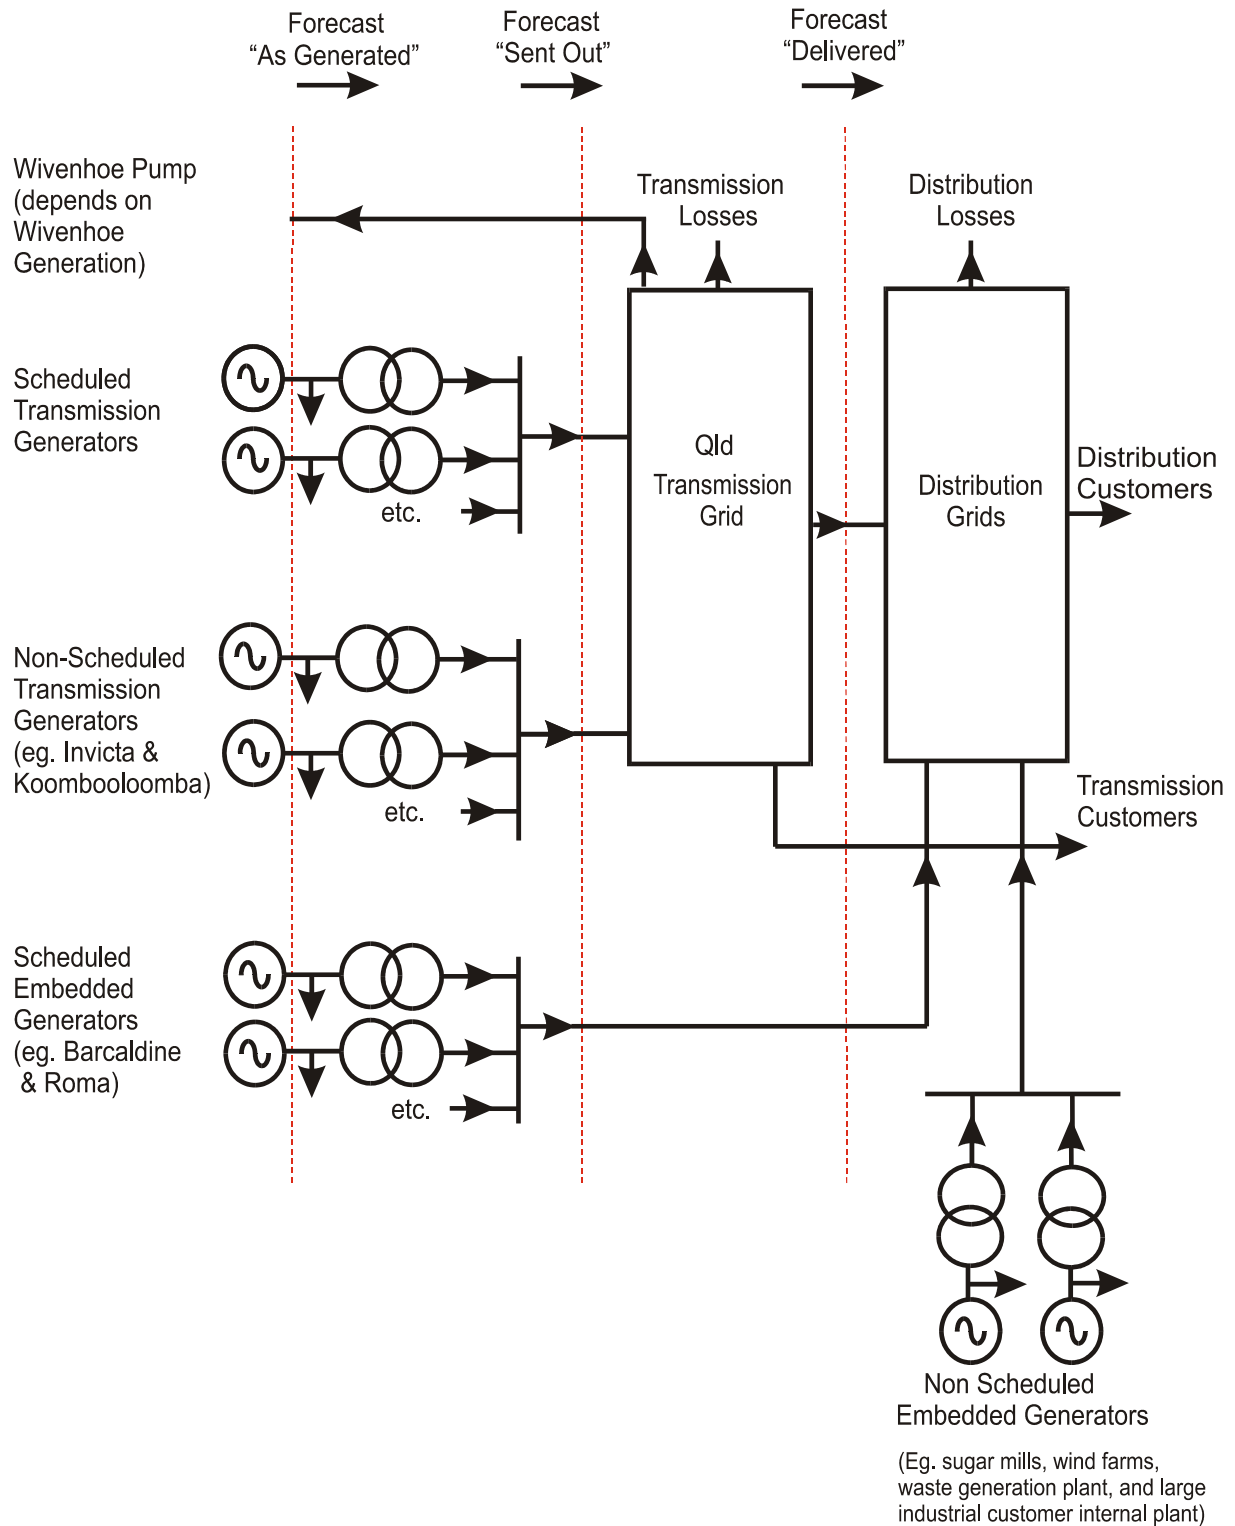 Forecast
“As Generated”
Forecast
“Sent Out”
Forecast
“Delivered”
Wivenhoe Pump
(depends on
Wivenhoe
Generation)
Transmission
Losses
Distribution
Losses
Scheduled
Transmission
Generators
etc.
Qld
Transmission
Grid
Distribution
Grids
Distribution
Customers
Non-Scheduled
Transmission
Generators
(eg. Invicta &
Koombooloomba)
etc.
Transmission
Customers
Scheduled
Embedded
Generators
(eg. Barcaldine
& Roma)
etc.
Non Scheduled
Embedded Generators
(Eg. sugar mills, wind farms,
waste generation plant, and large
industrial customer internal plant)